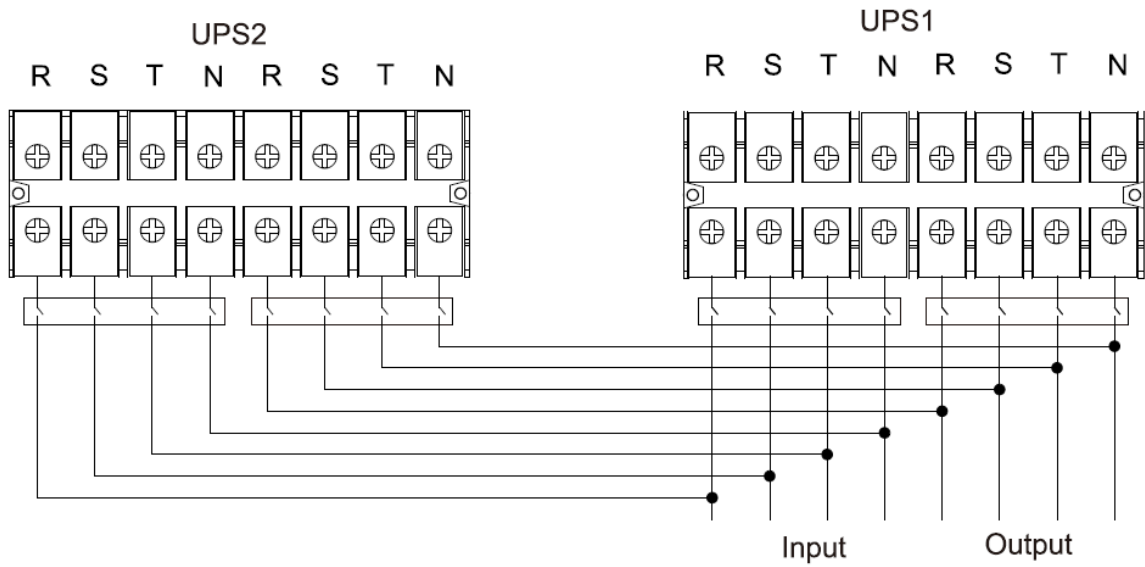 UPS2
R S T N R S T N
UPS1
R S T N R S T N
Input
Output